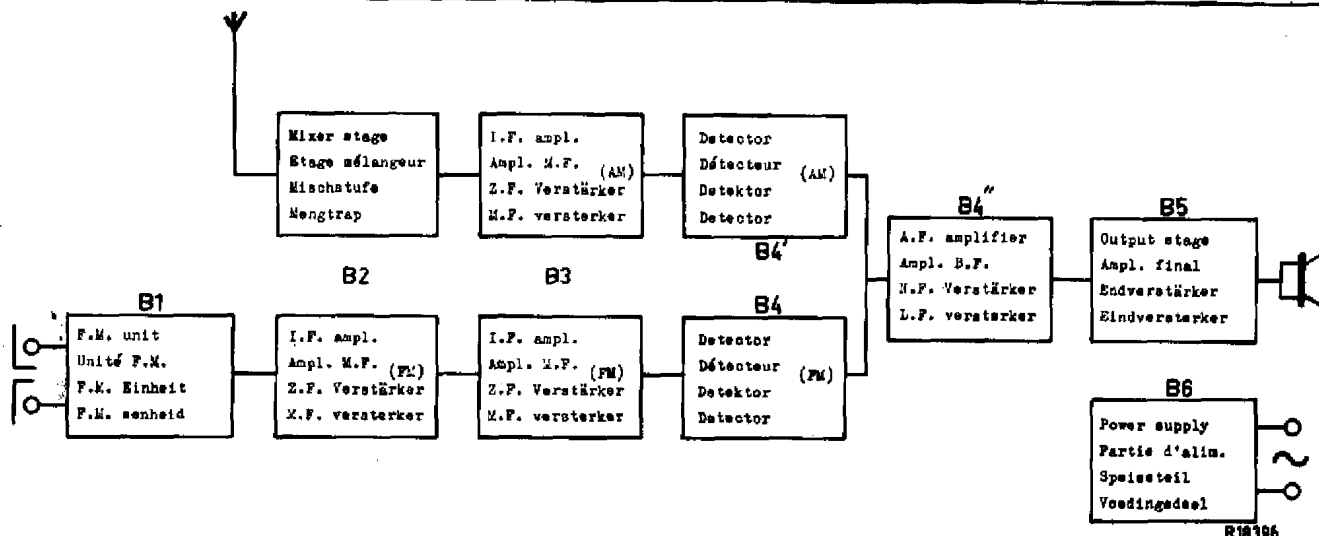 Mixer stage
Etage mélangeur
Mischstufe
Mengtrap
I.F. ampl.
Ampl. M.F. (AM)
Z.F. Verstärker
M.F. versterker
Detector
Détecteur (AM)
Detektor
Detector
B4'
B2
B3
B1
F.M. unit
Unité F.M.
F.M. Einheit
F.M. eenheid
I.F. ampl.
Ampl. M.F. (FM)
Z.F. Verstärker
M.F. versterker
I.F. ampl.
Ampl. M.F. (FM)
Z.F. Verstärker
M.F. versterker
B4
Detector
Détecteur (FM)
Detektor
Detector
B4"
A.F. amplifier
Ampl. B.F.
N.F. Verstärker
L.F. versterker
B5
Output stage
Ampl. final
Endverstärker
Eindversterker
B6
Power supply
Partie d'alim.
Speiseteil
Voedingsdeel
~
R18396